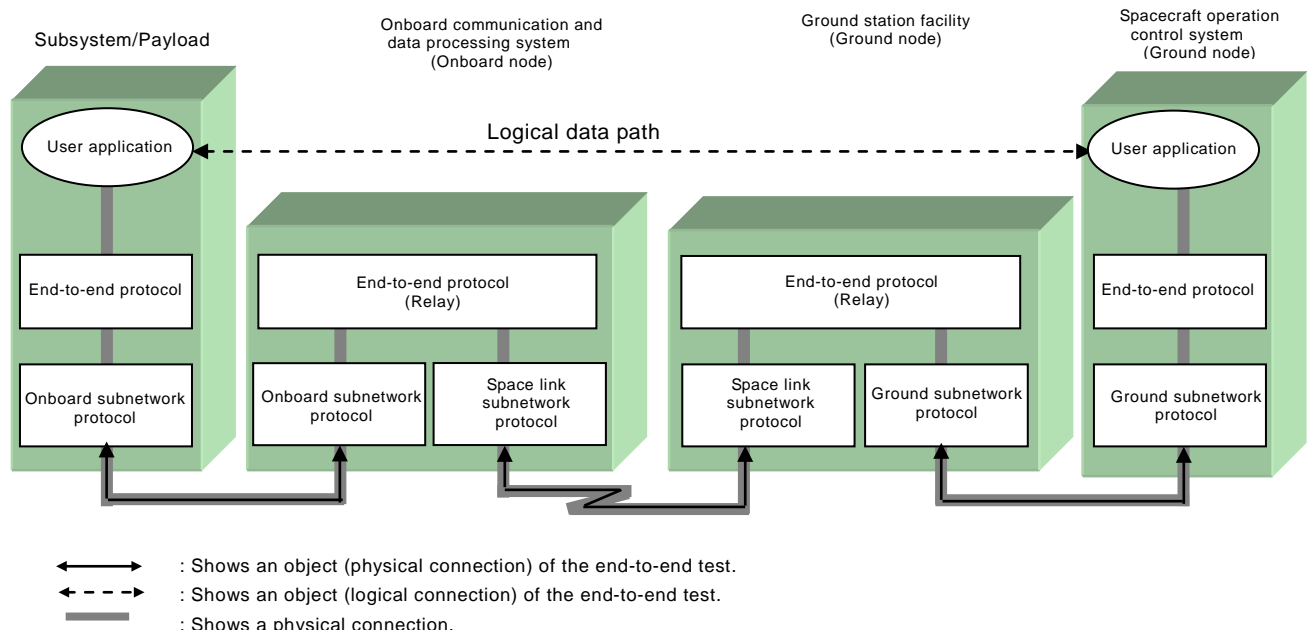 Subsystem/Payload
Onboard communication and
data processing system
(Onboard node)
Ground station facility
(Ground node)
Spacecraft operation
control system
(Ground node)
User application
Logical data path
User application
End-to-end protocol
End-to-end protocol
(Relay)
End-to-end protocol
(Relay)
End-to-end protocol
Onboard subnetwork
protocol
Onboard subnetwork
protocol
Space link
subnetwork
protocol
Space link
subnetwork
protocol
Ground subnetwork
protocol
Ground subnetwork
protocol
: Shows an object (physical connection) of the end-to-end test.
: Shows an object (logical connection) of the end-to-end test.
: Shows a physical connection.